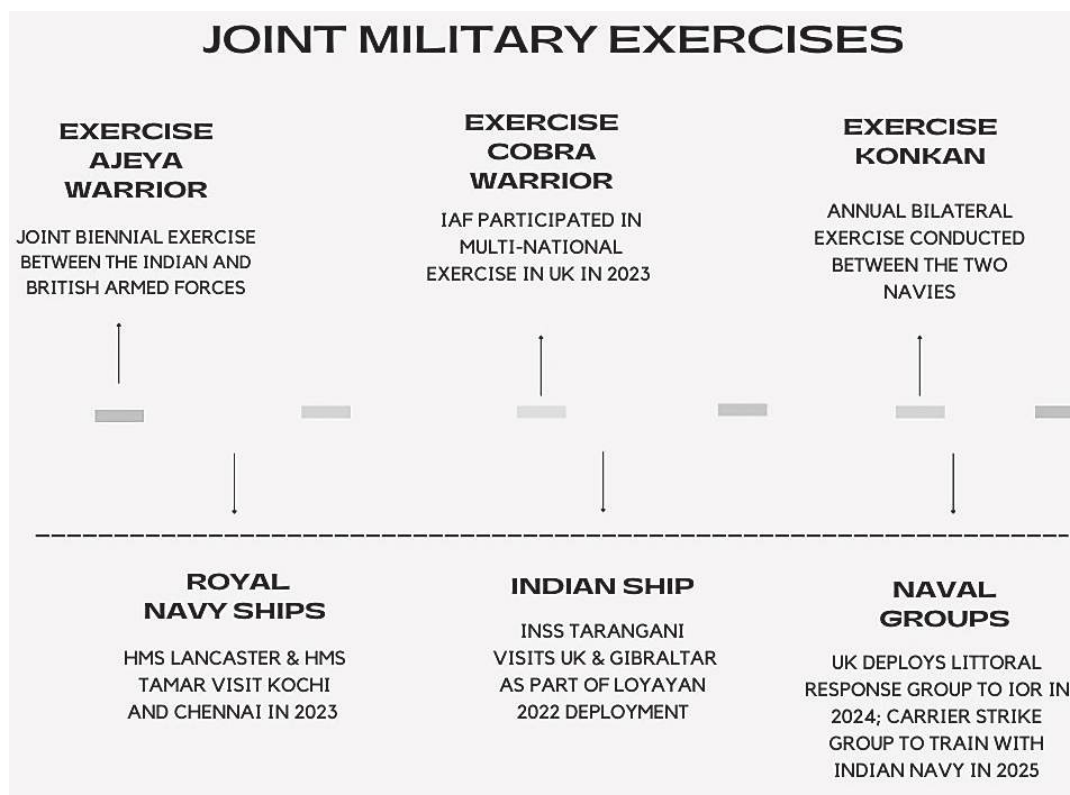 JOINT MILITARY EXERCISES
EXERCISE
AJEYA
WARRIOR
JOINT BIENNIAL EXERCISE
BETWEEN THE INDIAN AND
BRITISH ARMED FORCES
EXERCISE
COBRA
WARRIOR
IAF PARTICIPATED IN
MULTI-NATIONAL
EXERCISE IN UK IN 2023
EXERCISE
KONKAN
ANNUAL BILATERAL
EXERCISE CONDUCTED
BETWEEN THE TWO
NAVIES
ROYAL
NAVY SHIPS
HMS LANCASTER & HMS
TAMAR VISIT KOCHI
AND CHENNAI IN 2023
INDIAN SHIP
INSS TARANGANI
VISITS UK & GIBRALTAR
AS PART OF LOYAYAN
2022 DEPLOYMENT
NAVAL
GROUPS
UK DEPLOYS LITTORAL
RESPONSE GROUP TO IOR IN
2024; CARRIER STRIKE
GROUP TO TRAIN WITH
INDIAN NAVY IN 2025